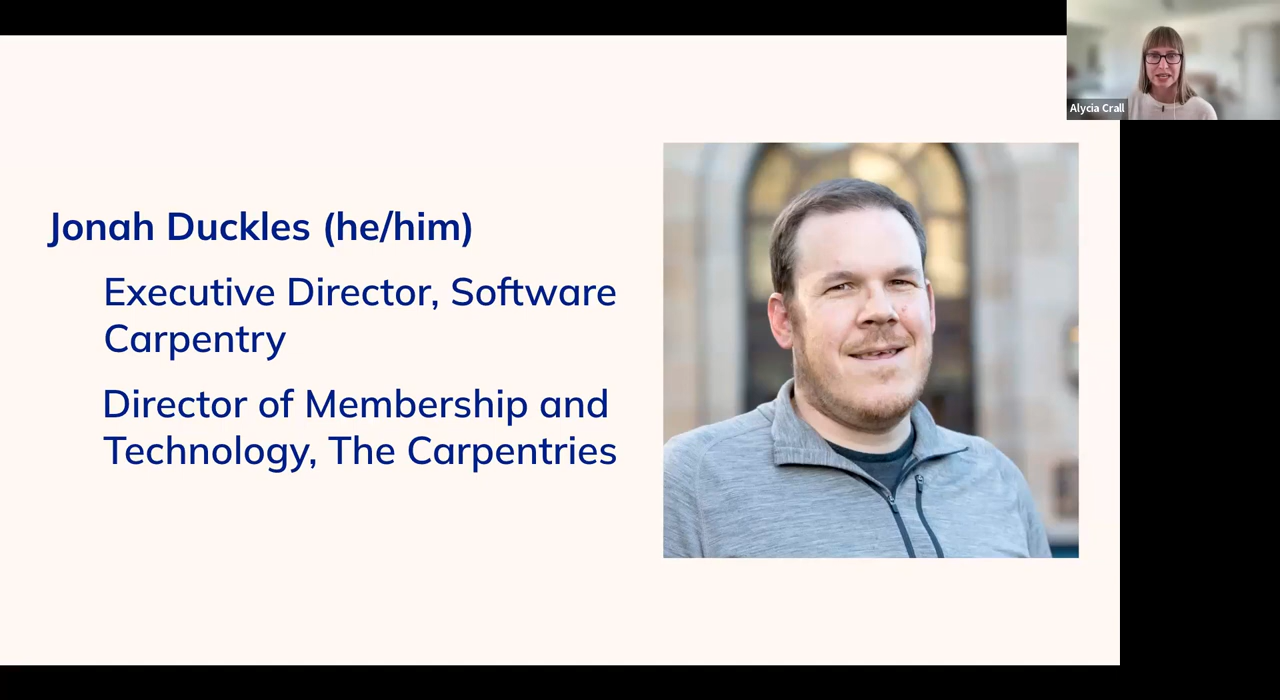 Alycia Crall
Jonah Duckles (he/him)
Executive Director, Software
Carpentry
Director of Membership and
Technology, The Carpentries